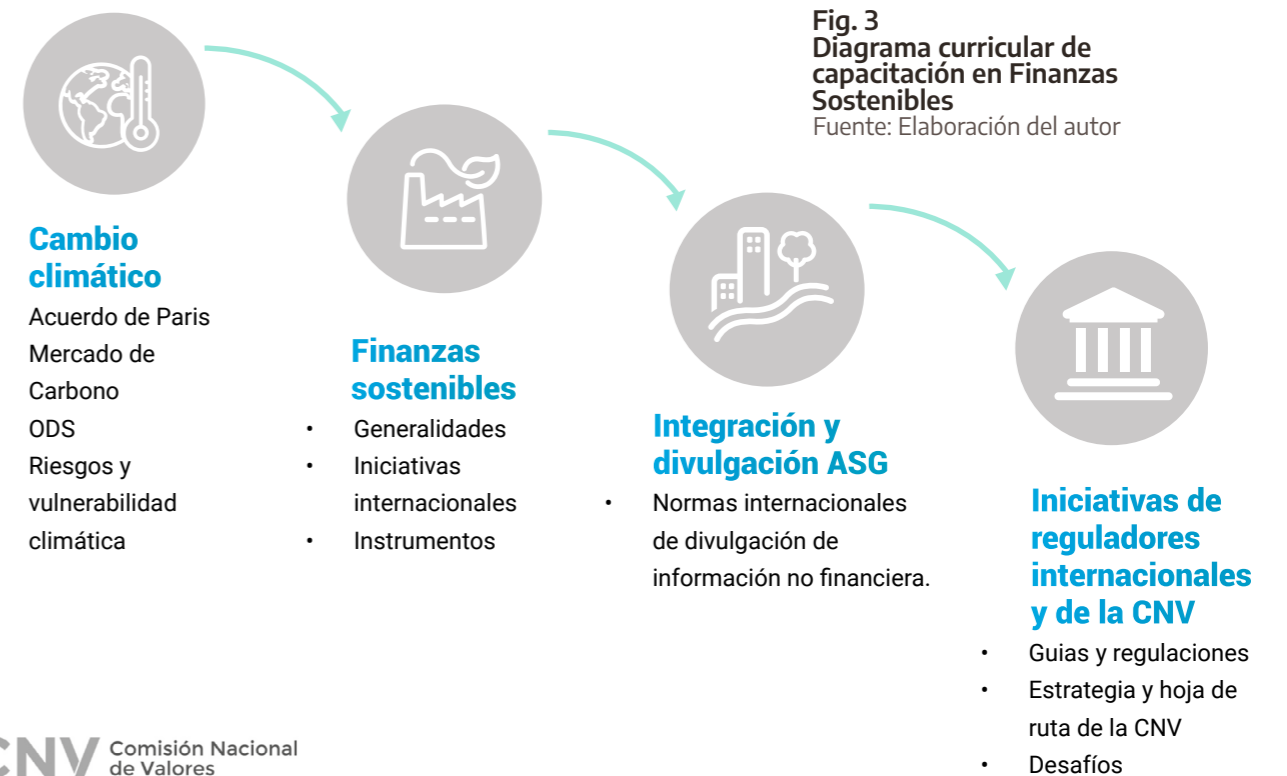 Fig. 3
Diagrama curricular de
capacitación en Finanzas
Sostenibles
Fuente: Elaboración del autor
Cambio
climático
Acuerdo de Paris
Mercado de
Carbono
ODS
Riesgos y
vulnerabilidad
climática
Finanzas
sostenibles
• Generalidades
• Iniciativas
internacionales
• Instrumentos
Integración y
divulgación ASG
• Normas internacionales
de divulgación de
información no financiera.
Iniciativas de
reguladores
internacionales
y de la CNV
• Guias y regulaciones
• Estrategia y hoja de
ruta de la CNV
• Desafíos
CNV
Comisión Nacional
de Valores